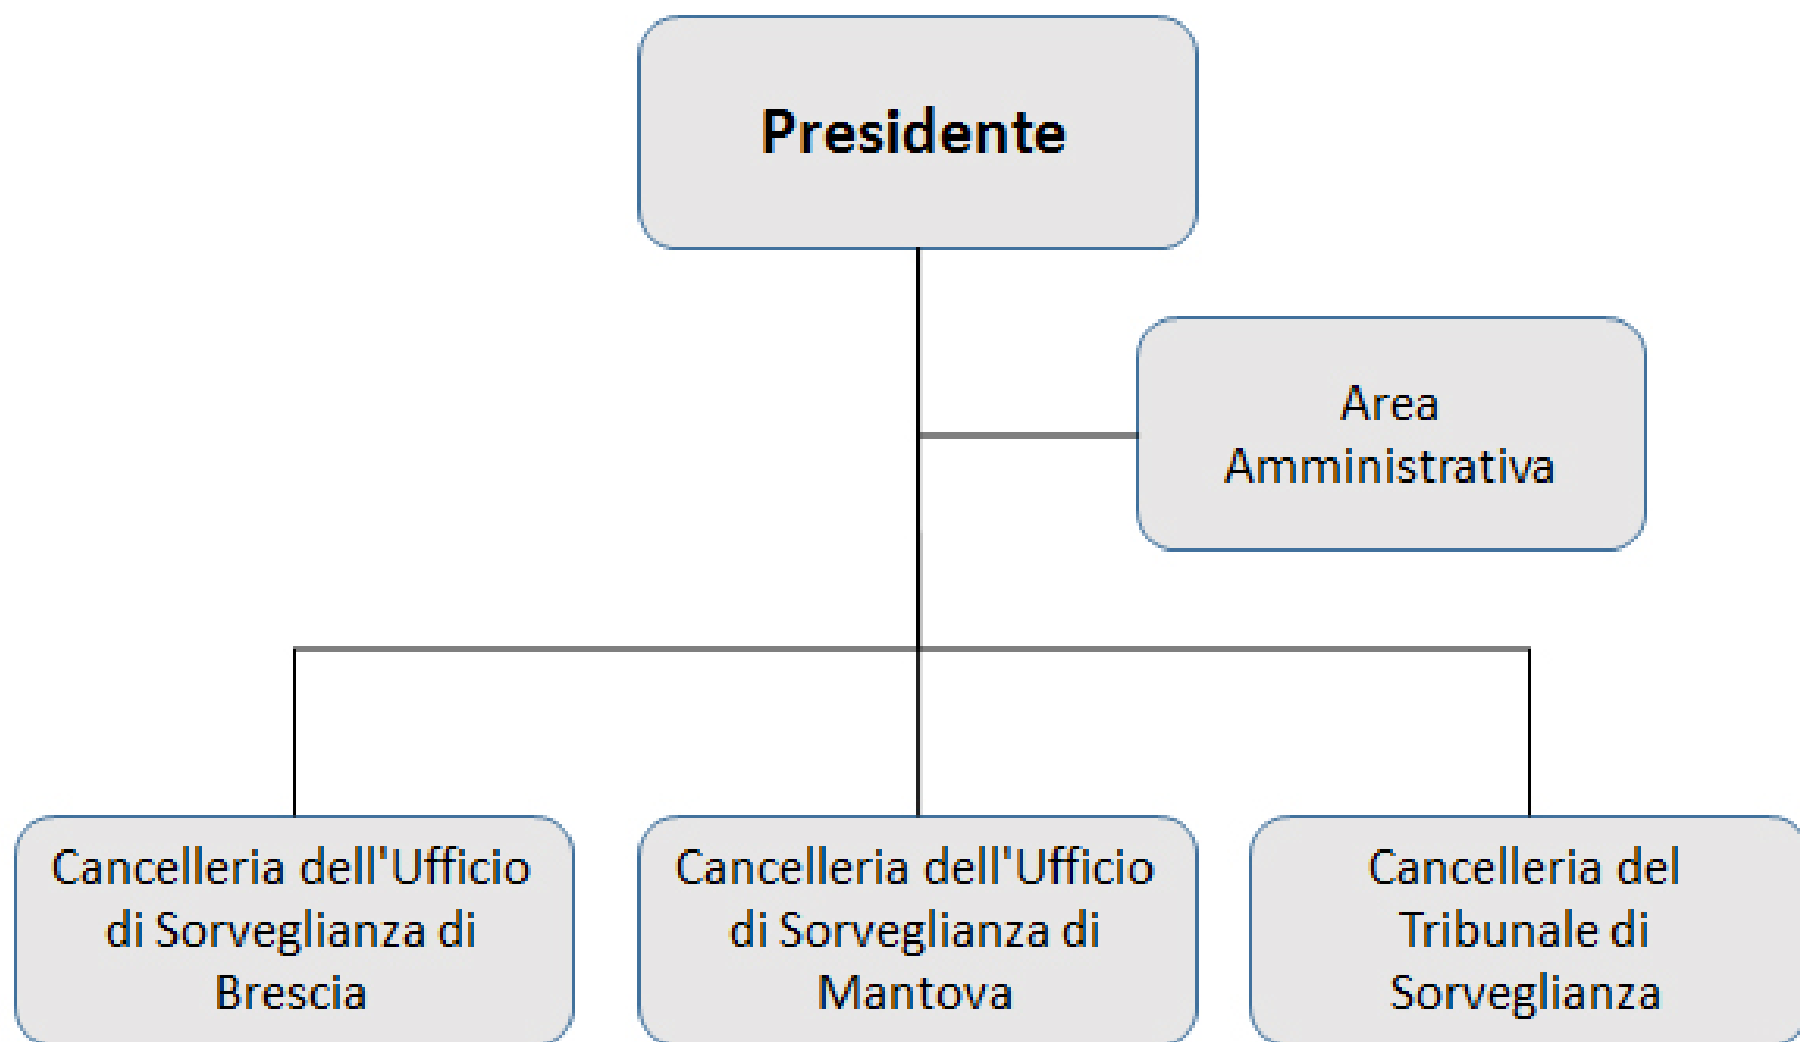 Presidente
Area
Amministrativa
Cancelleria dell'Ufficio
di Sorveglianza di
Brescia
Cancelleria dell'Ufficio
di Sorveglianza di
Mantova
Cancelleria del
Tribunale di
Sorveglianza